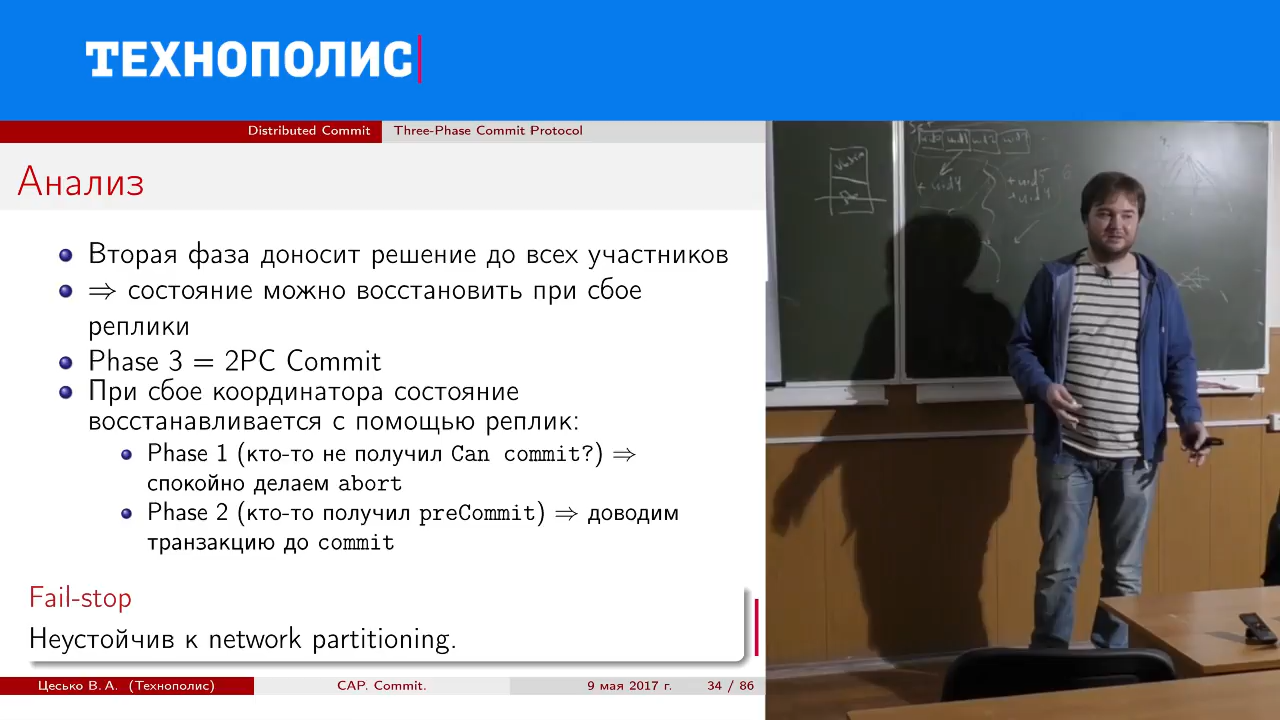 ТЕХНОПОЛИС
Distributed Commit
Three-Phase Commit Protocol
Анализ
Вторая фаза доносит решение до всех участников
⇒ состояние можно восстановить при сбое
реплики
Phase 3 = 2PC Commit
При сбое координатора состояние
восстанавливается с помощью реплик:
Phase 1 (кто-то не получил Can commit?) ⇒
спокойно делаем abort
Phase 2 (кто-то получил preCommit) ⇒ доводим
транзакцию до commit
Fail-stop
Неустойчив к network partitioning.
Цесько В. А. (Технополис)
CAP. Commit.
9 мая 2017 г.
34 / 86